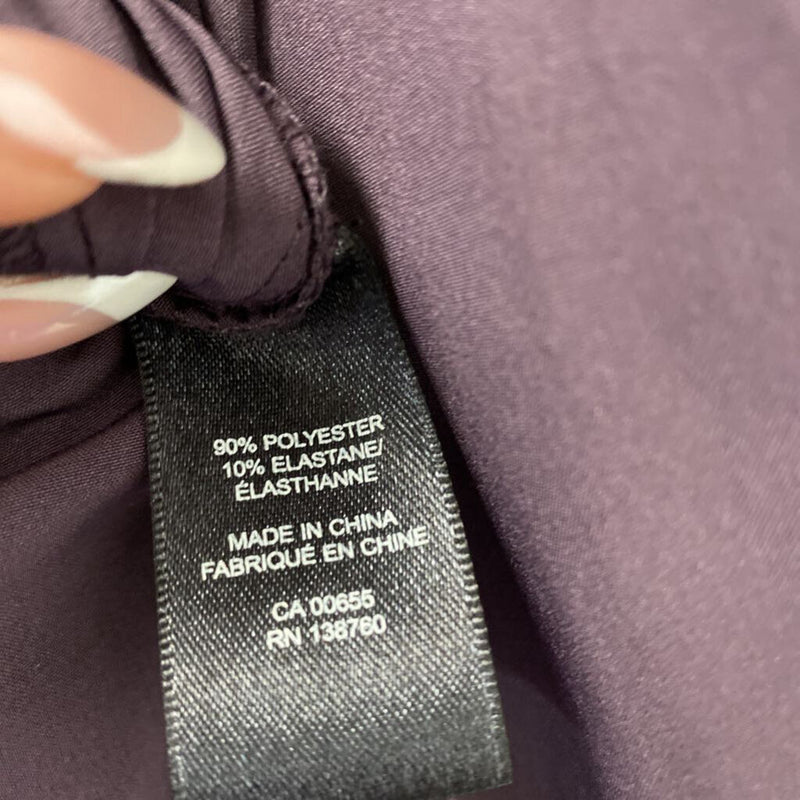 90% POLYESTER
10% ELASTANE/
ÉLASTHANNE
MADE IN CHINA
FABRIQUÉ EN CHINE
CA 00655
RN 138760